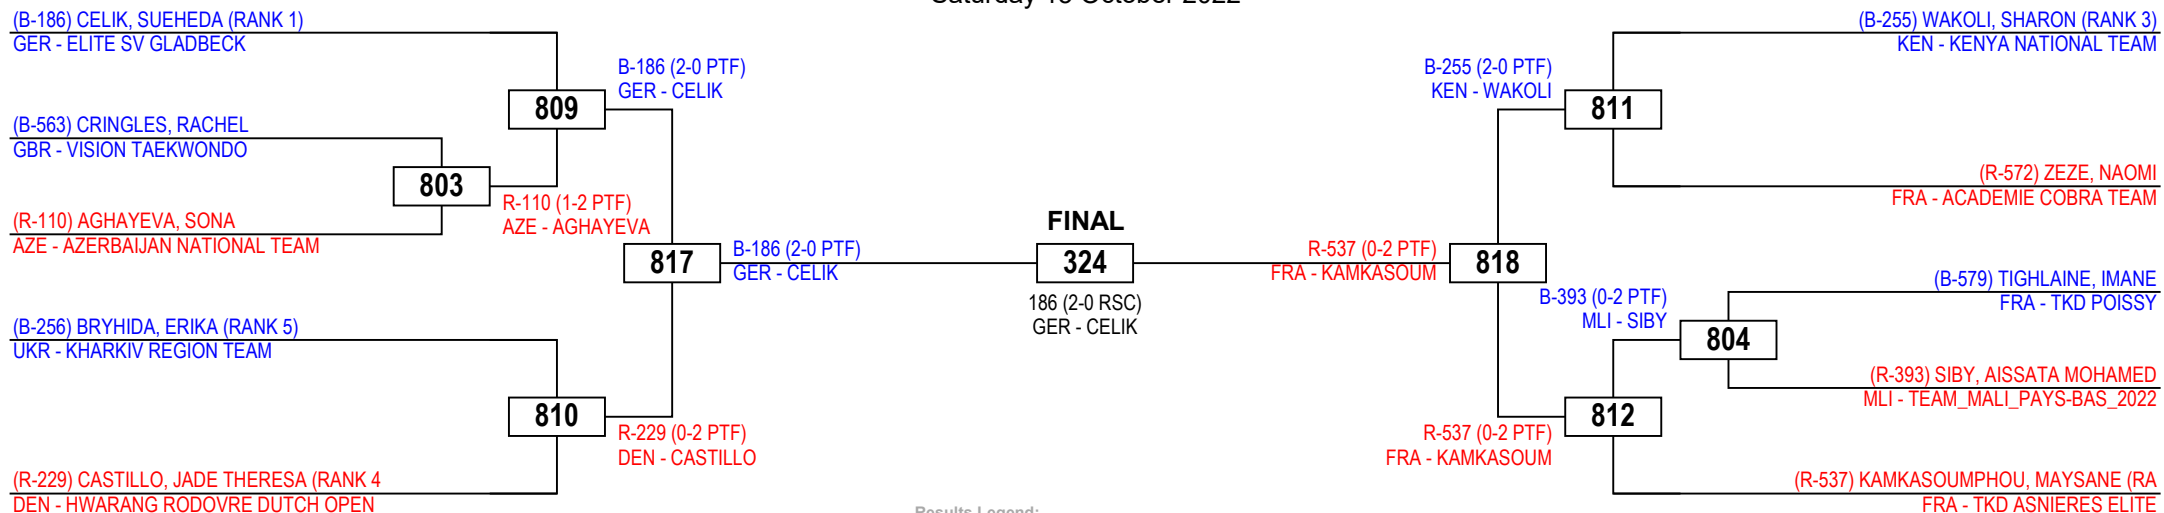 (B-186) CELIK, SUEHEDA (RANK 1)
GER - ELITE SV GLADBECK
(B-563) CRINGLES, RACHEL
GBR - VISION TAEKWONDO
(R-110) AGHAYEVA, SONA
AZE - AZERBAIJAN NATIONAL TEAM
(B-256) BRYHIDA, ERIKA (RANK 5)
UKR - KHARKIV REGION TEAM
(R-229) CASTILLO, JADE THERESA (RANK 4
DEN - HWARANG RODOVRE DUTCH OPEN
803
R-110 (1-2 PTF)
AZE - AGHAYEVA
809
B-186 (2-0 PTF)
GER - CELIK
810
R-229 (0-2 PTF)
DEN - CASTILLO
817
B-186 (2-0 PTF)
GER - CELIK
FINAL
324
186 (2-0 RSC)
GER - CELIK
R-537 (0-2 PTF)
FRA - KAMKASOUM
818
B-255 (2-0 PTF)
KEN - WAKOLI
811
R-537 (0-2 PTF)
FRA - KAMKASOUM
812
B-393 (0-2 PTF)
MLI - SIBY
804
(B-255) WAKOLI, SHARON (RANK 3)
KEN - KENYA NATIONAL TEAM
(R-572) ZEZE, NAOMI
FRA - ACADEMIE COBRA TEAM
(B-579) TIGHLAINE, IMANE
FRA - TKD POISSY
(R-393) SIBY, AISSATA MOHAMED
MLI - TEAM_MALI_PAYS-BAS_2022
(R-537) KAMKASOUMPHOU, MAYSANE (RA
FRA - TKD ASNIERES ELITE
Results Legend: